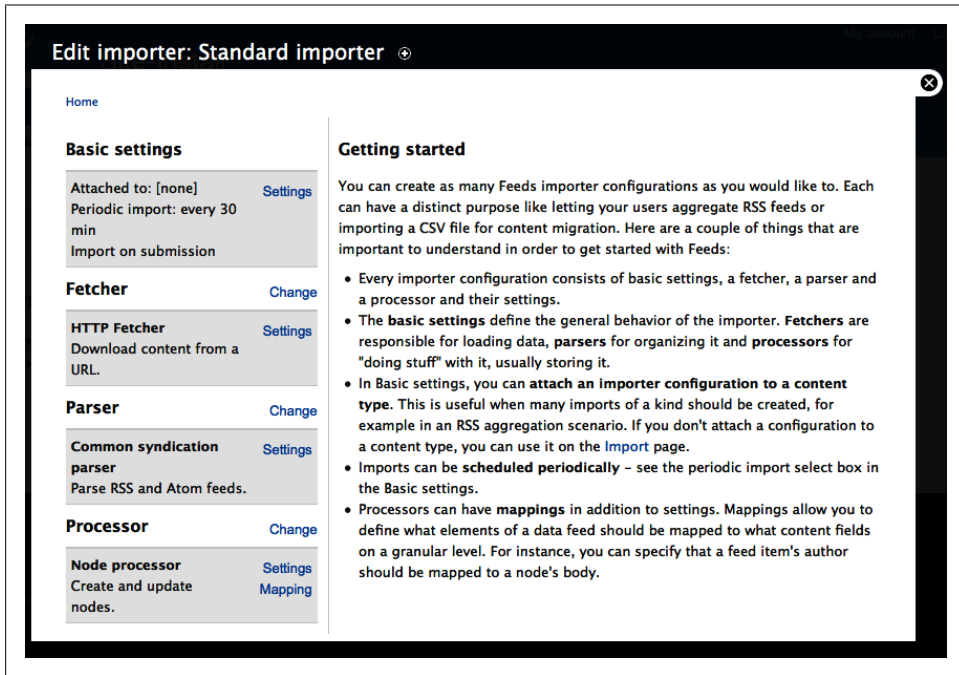 My account
Edit importer: Standard importer
Home
Basic settings
Attached to: [none]
Settings
Periodic import: every 30
min
Import on submission
Fetcher
Change
HTTP Fetcher
Settings
Download content from a
URL.
Parser
Change
Common syndication
Settings
parser
Parse RSS and Atom feeds.
Processor
Change
Node processor
Settings
Create and update
Mapping
nodes.
Getting started
You can create as many Feeds importer configurations as you would like to. Each
can have a distinct purpose like letting your users aggregate RSS feeds or
importing a CSV file for content migration. Here are a couple of things that are
important to understand in order to get started with Feeds:
• Every importer configuration consists of basic settings, a fetcher, a parser and
a processor and their settings.
• The basic settings define the general behavior of the importer. Fetchers are
responsible for loading data, parsers for organizing it and processors for
"doing stuff" with it, usually storing it.
• In Basic settings, you can attach an importer configuration to a content
type. This is useful when many imports of a kind should be created, for
example in an RSS aggregation scenario. If you don't attach a configuration to
a content type, you can use it on the Import page.
• Imports can be scheduled periodically – see the periodic import select box in
the Basic settings.
• Processors can have mappings in addition to settings. Mappings allow you to
define what elements of a data feed should be mapped to what content fields
on a granular level. For instance, you can specify that a feed item's author
should be mapped to a node's body.